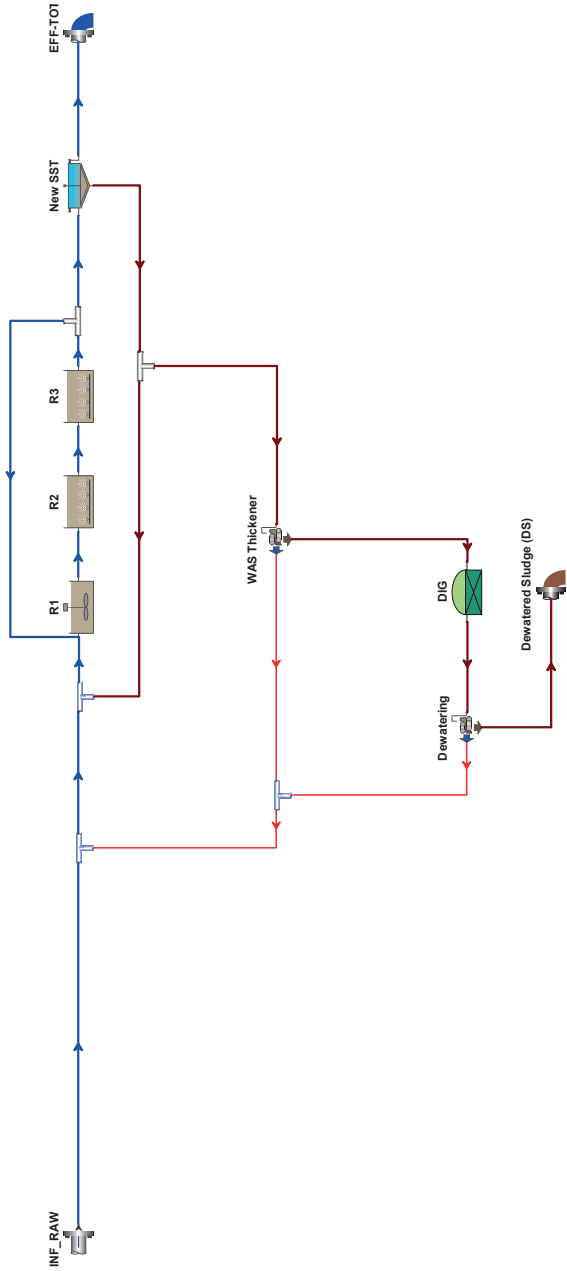 INF_RAW
R1
R2
R3
New SST
EFF-TOT
WAS Thickener
DIG
Dewatering
Dewatered Sludge (DS)